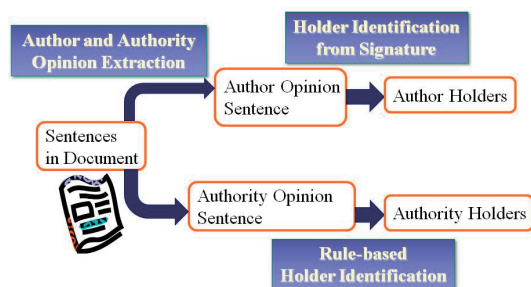 Author and Authority
Opinion Extraction
Holder Identification
from Signature
Author Opinion
Sentence
Author Holders
Sentences
in Document
Authority Opinion
Sentence
Authority Holders
Rule-based
Holder Identification